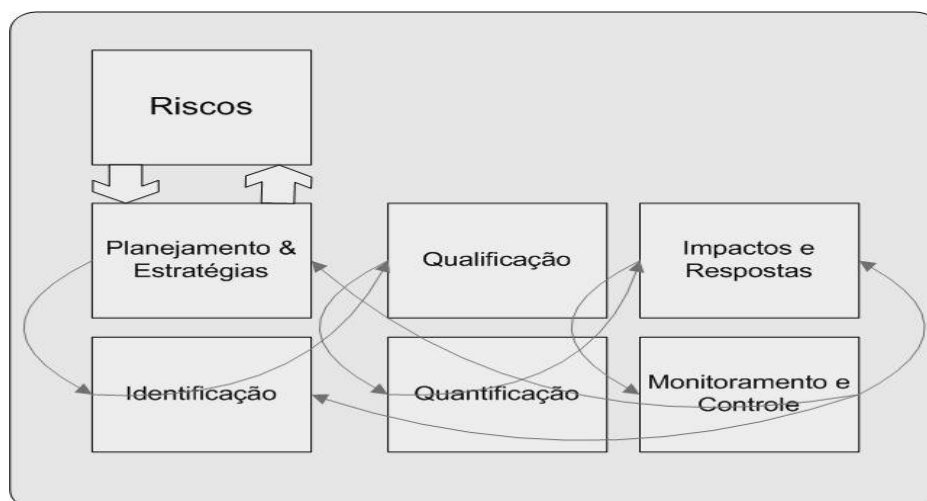 Riscos
Planejamento &
Estratégias
Qualificação
Impactos e
Respostas
Identificação
Quantificação
Monitoramento e
Controle